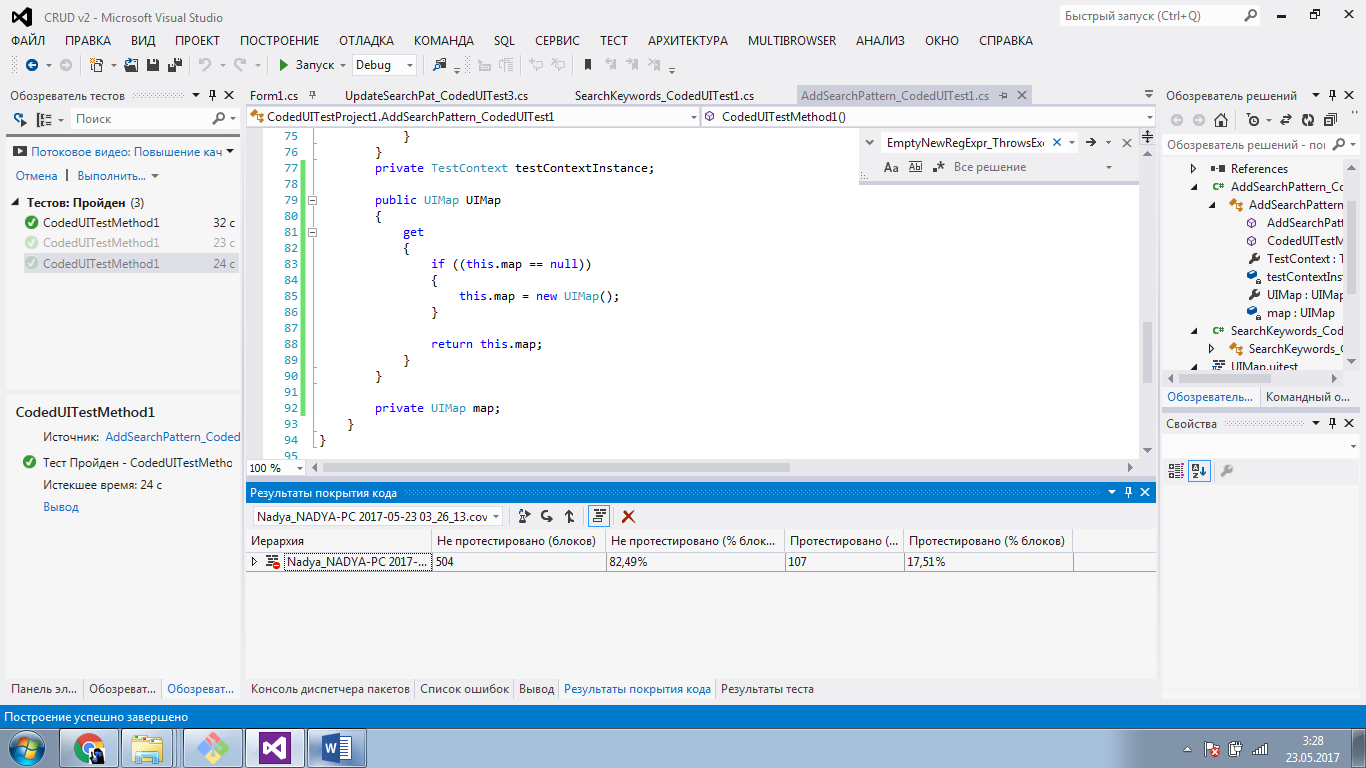 CRUD v2 - Microsoft Visual Studio
Быстрый запуск (Ctrl+Q)
ФАЙЛ ПРАВКА ВИД ПРОЕКТ ПОСТРОЕНИЕ ОТЛАДКА КОМАНДА SQL СЕРВИС ТЕСТ АРХИТЕКТУРА MULTIBROWSER АНАЛИЗ ОКНО СПРАВКА
Запуск Debug
Обозреватель тестов
Поиск
Потоковое видео: Повышение кач
Отмена | Выполнить...
Тестов: Пройден (3)
CodedUITestMethod1 32 с
CodedUITestMethod1 23 с
CodedUITestMethod1 24 с
CodedUITestMethod1
Источник: AddSearchPattern_Coded
Тест Пройден - CodedUITestMetho
Истекшее время: 24 с
Вывод
Панель эл... Обозреват... Обозреват...
Form1.cs UpdateSearchPat_CodedUITest3.cs SearchKeywords_CodedUITest1.cs AddSearchPattern_CodedUITest1.cs
CodedUITestProject1.AddSearchPattern_CodedUITest1 CodedUITestMethod1()
EmptyNewRegExpr_ThrowsExc
Aa Abl .* Все решение
75 }
76 }
77 private TestContext testContextInstance;
78
79 public UIMap UIMap
80 {
81 get
82 {
83 if ((this.map == null))
84 {
85 this.map = new UIMap();
86 }
87
88 return this.map;
89 }
90 }
91
92 private UIMap map;
93 }
94 }
95
100 %
Результаты покрытия кода
Nadya_NADYA-PC 2017-05-23 03_26_13.cov
Иерархия Не протестировано (блоков) Не протестировано (% блок... Протестировано (... Протестировано (% блоков)
Nadya_NADYA-PC 2017-... 504 82,49% 107 17,51%
Консоль диспетчера пакетов Список ошибок Вывод Результаты покрытия кода Результаты теста
Обозреватель решений
Обозреватель решений - пои
References
C# AddSearchPattern_Co
AddSearchPattern
AddSearchPatt
CodedUITestM
TestContext : T
testContextIns
UIMap : UIMap
map : UIMap
C# SearchKeywords_Cod
SearchKeywords_C
UIMap.uitest
Обозреватель... Командный о...
Свойства
Построение успешно завершено
3:28
23.05.2017